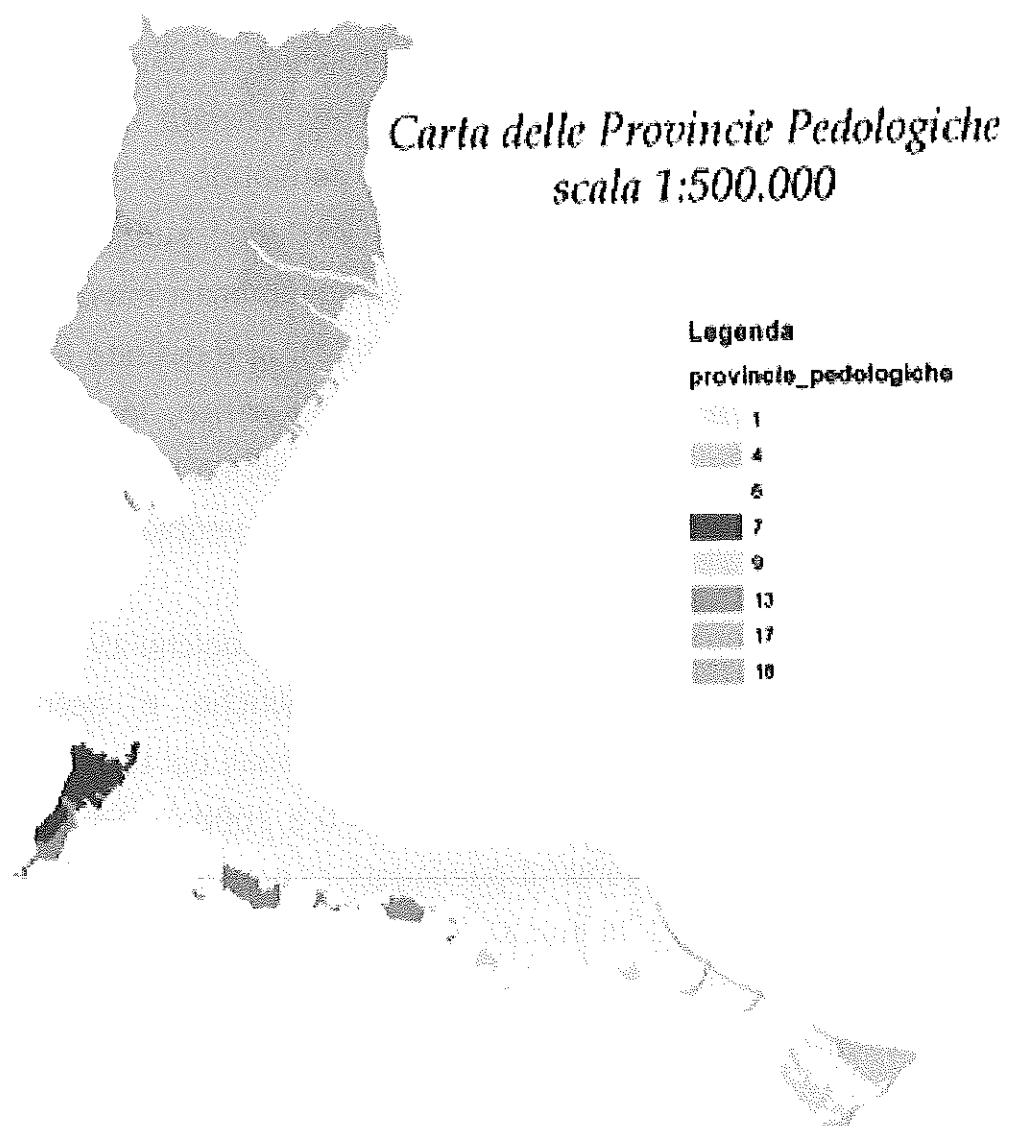 Carta delle Provincie Pedologiche
scala 1:500.000
Legenda
provincie_pedologiche
1
4
6
7
9
13
17
18